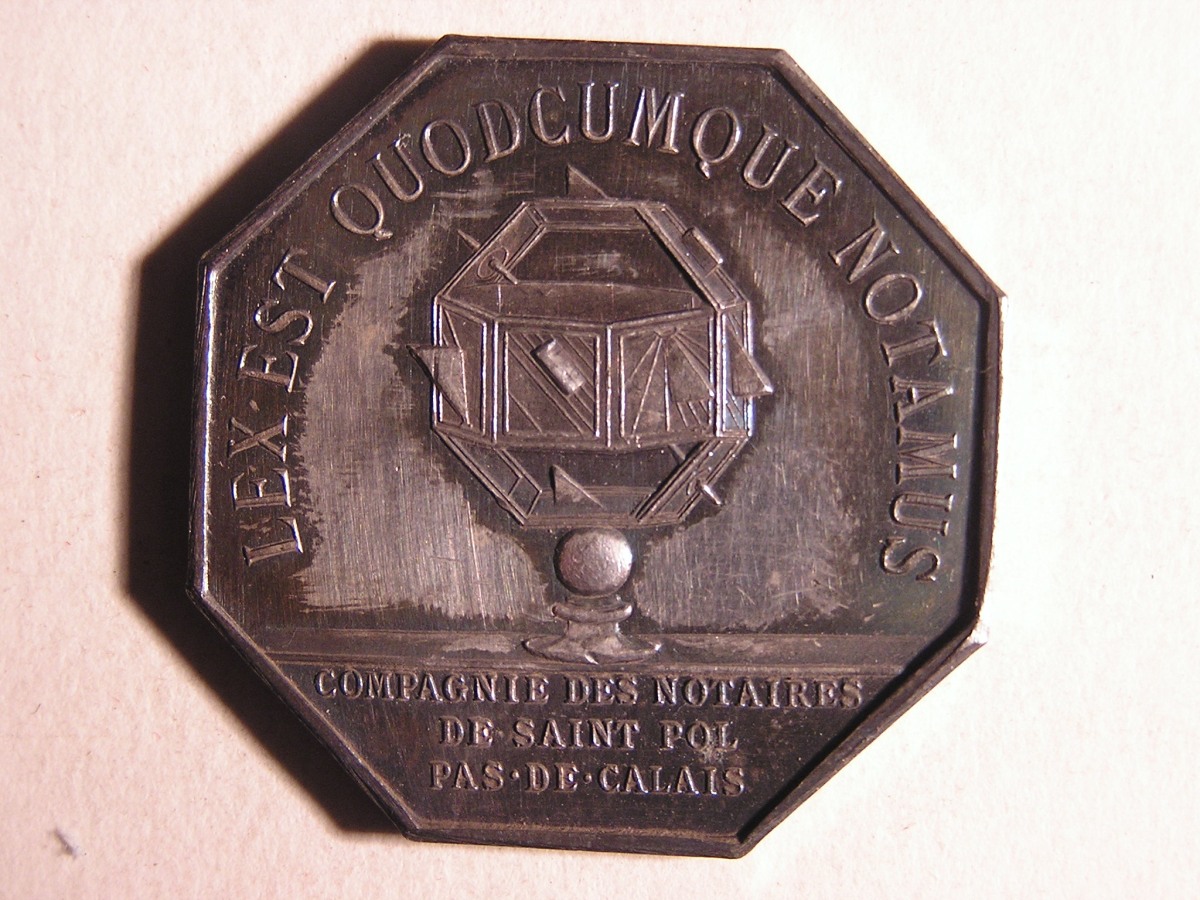 LEX·EST QUODCUMQUE NOTAMUS
COMPAGNIE DES NOTAIRES
DE·SAINT POL
PAS·DE·CALAIS